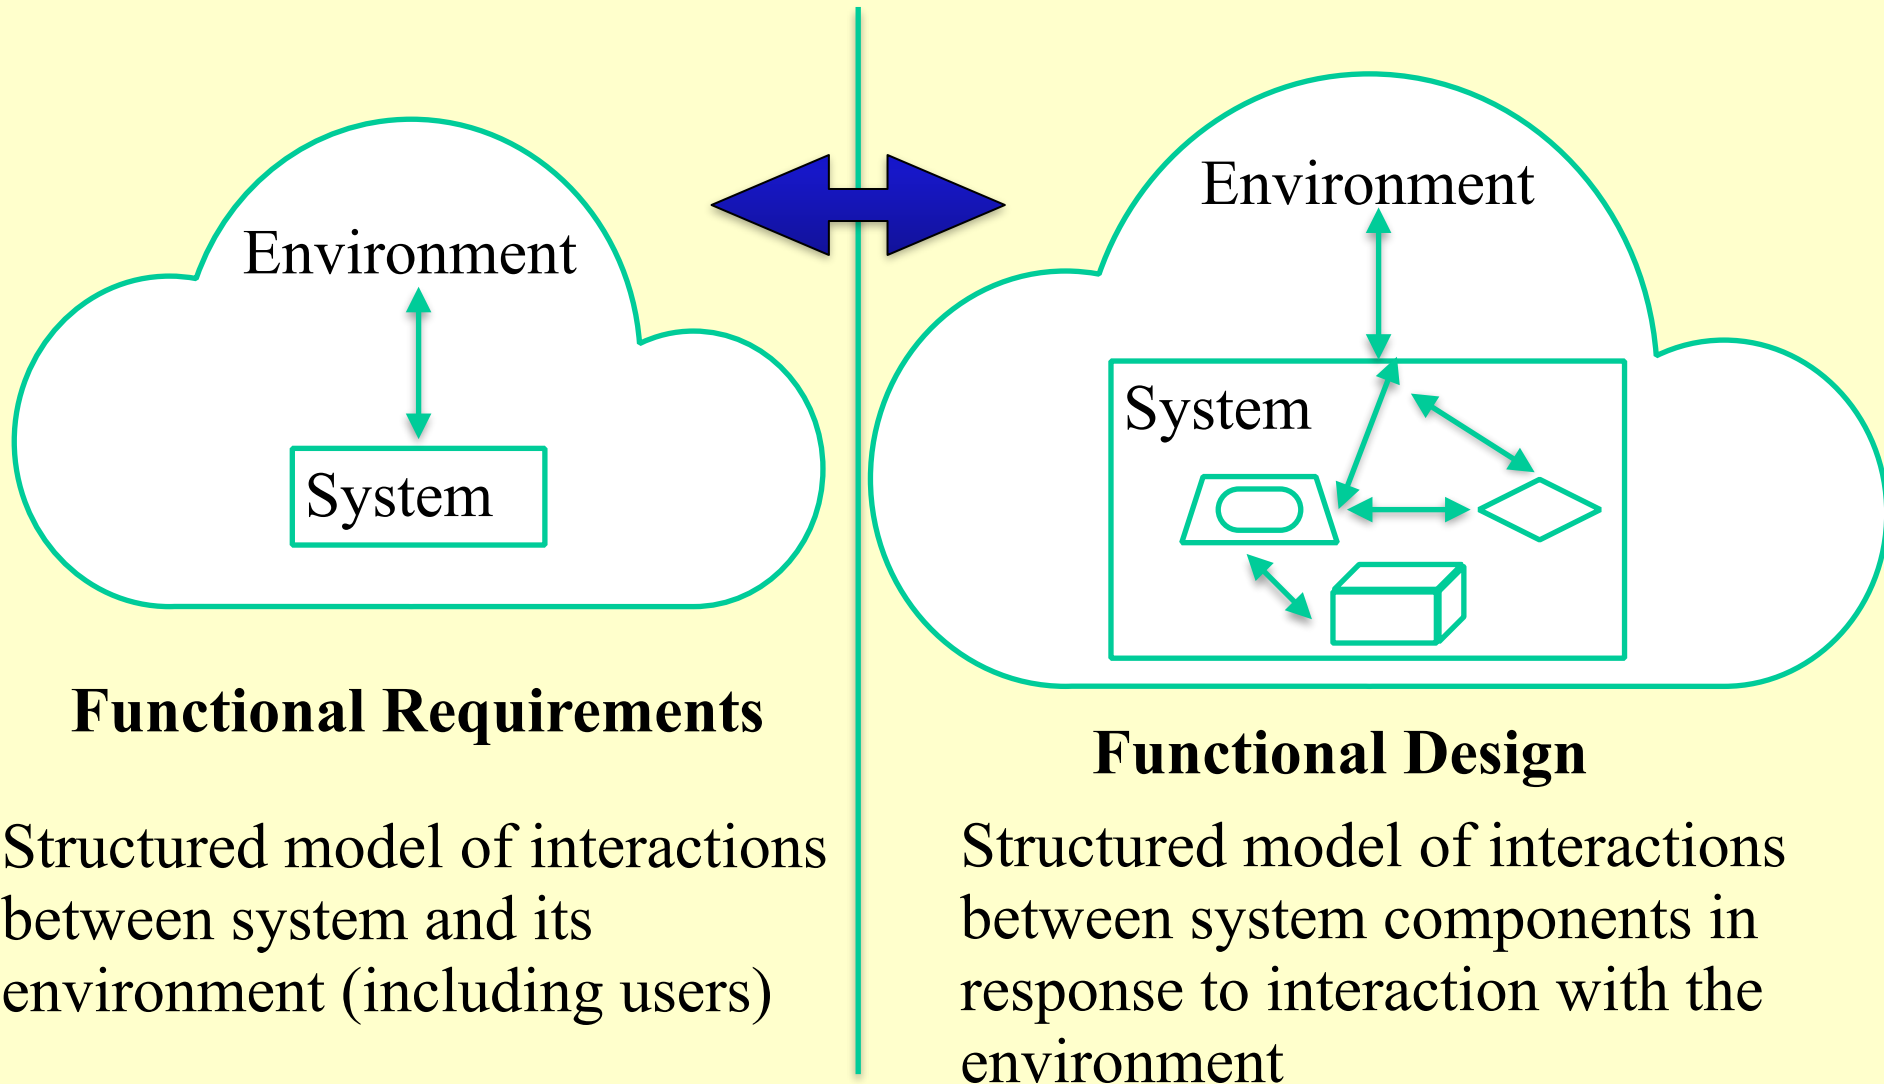 Environment
System
Functional Requirements
Structured model of interactions
between system and its
environment (including users)
Environment
System
Functional Design
Structured model of interactions
between system components in
response to interaction with the
environment